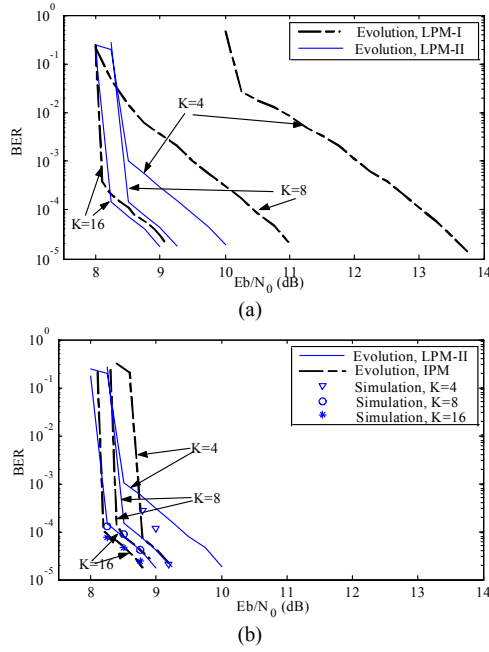 (a)
10^0
10^-1
10^-2
10^-3
10^-4
10^-5
BER
Evolution, LPM-I
Evolution, LPM-II
K=4
K=8
K=16
8 9 10 11 12 13 14
Eb/N_0 (dB)
(a)
10^0
10^-1
10^-2
10^-3
10^-4
10^-5
BER
Evolution, LPM-II
Evolution, IPM
Simulation, K=4
Simulation, K=8
Simulation, K=16
K=4
K=8
K=16
8 9 10 11 12 13 14
Eb/N_0 (dB)
(b)